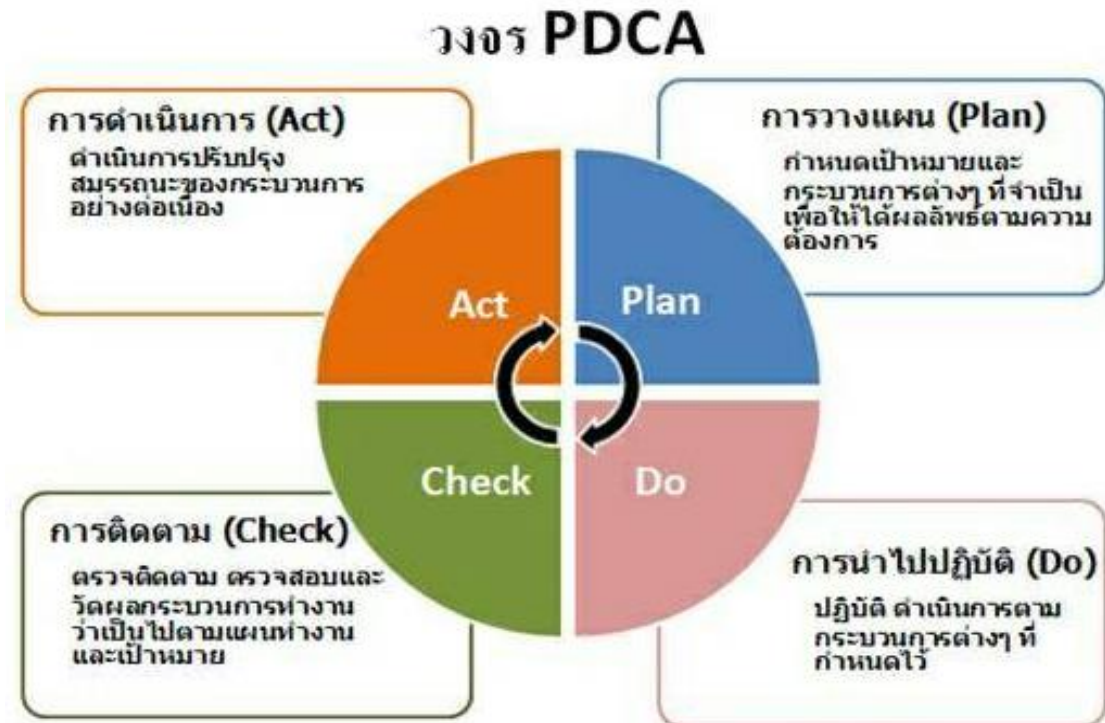 วงจร PDCA
การดำเนินการ (Act)
ดำเนินการปรับปรุง
สมรรถนะของกระบวนการ
อย่างต่อเนื่อง
การวางแผน (Plan)
กำหนดเป้าหมายและ
กระบวนการต่างๆ ที่จำเป็น
เพื่อให้ได้ผลลัพธ์ตามความ
ต้องการ
Act
Plan
Check
Do
การติดตาม (Check)
ตรวจติดตาม ตรวจสอบและ
วัดผลกระบวนการทำงาน
ว่าเป็นไปตามแผนทำงาน
และเป้าหมาย
การนำไปปฏิบัติ (Do)
ปฏิบัติ ดำเนินการตาม
กระบวนการต่างๆ ที่
กำหนดไว้